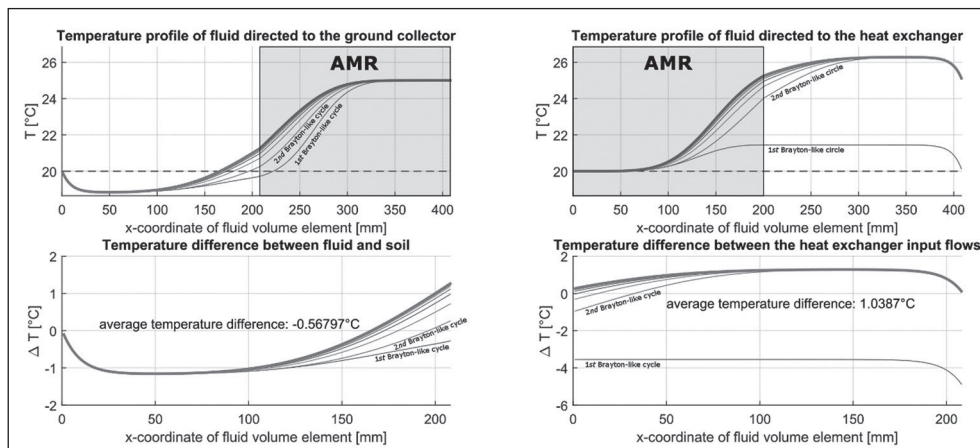 Temperature profile of fluid directed to the ground collector
AMR
T [°C]
26
24
22
20
2nd Brayton-like cycle
1st Brayton-like cycle
0 50 100 150 200 250 300 350 400
x-coordinate of fluid volume element [mm]
Temperature profile of fluid directed to the heat exchanger
AMR
T [°C]
26
24
22
20
2nd Brayton-like circle
1st Brayton-like circle
0 50 100 150 200 250 300 350 400
x-coordinate of fluid volume element [mm]
Temperature difference between fluid and soil
Δ T [°C]
2
1
0
-1
-2
average temperature difference: -0.56797°C
2nd Brayton-like cycle
1st Brayton-like cycle
0 50 100 150 200
x-coordinate of fluid volume element [mm]
Temperature difference between the heat exchanger input flows
Δ T [°C]
2
0
-2
-4
-6
2nd Brayton-like cycle
average temperature difference: 1.0387°C
1st Brayton-like cycle
0 50 100 150 200
x-coordinate of fluid volume element [mm]